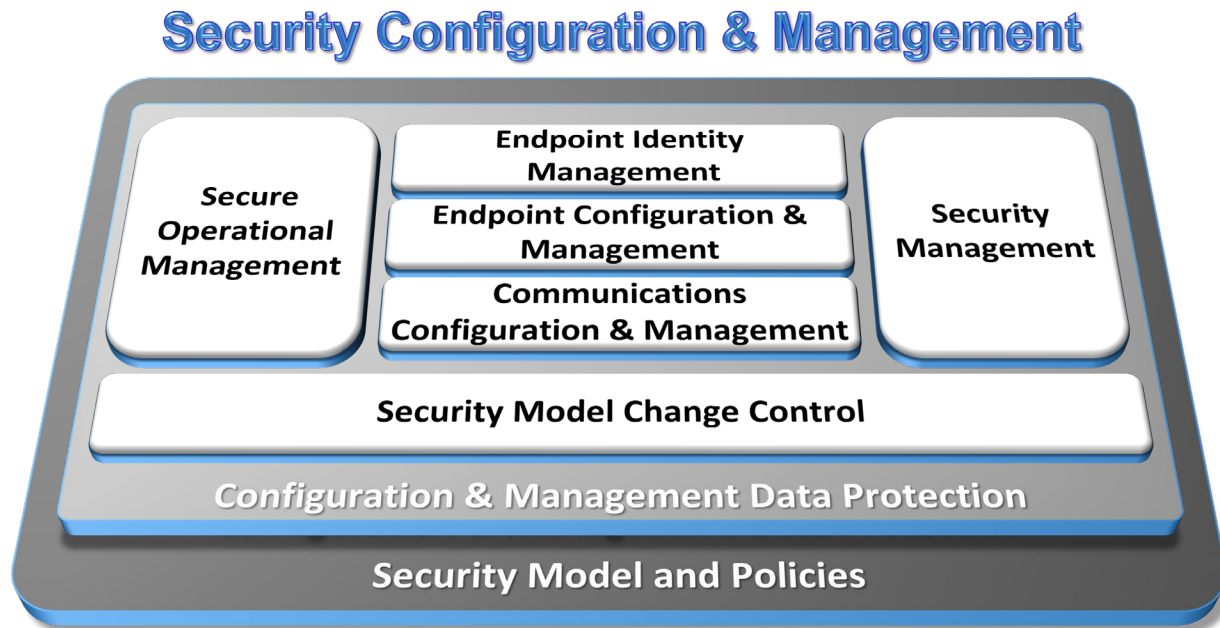 Security Configuration & Management
Secure
Operational
Management
Endpoint Identity
Management
Endpoint Configuration &
Management
Communications
Configuration & Management
Security
Management
Security Model Change Control
Configuration & Management Data Protection
Security Model and Policies